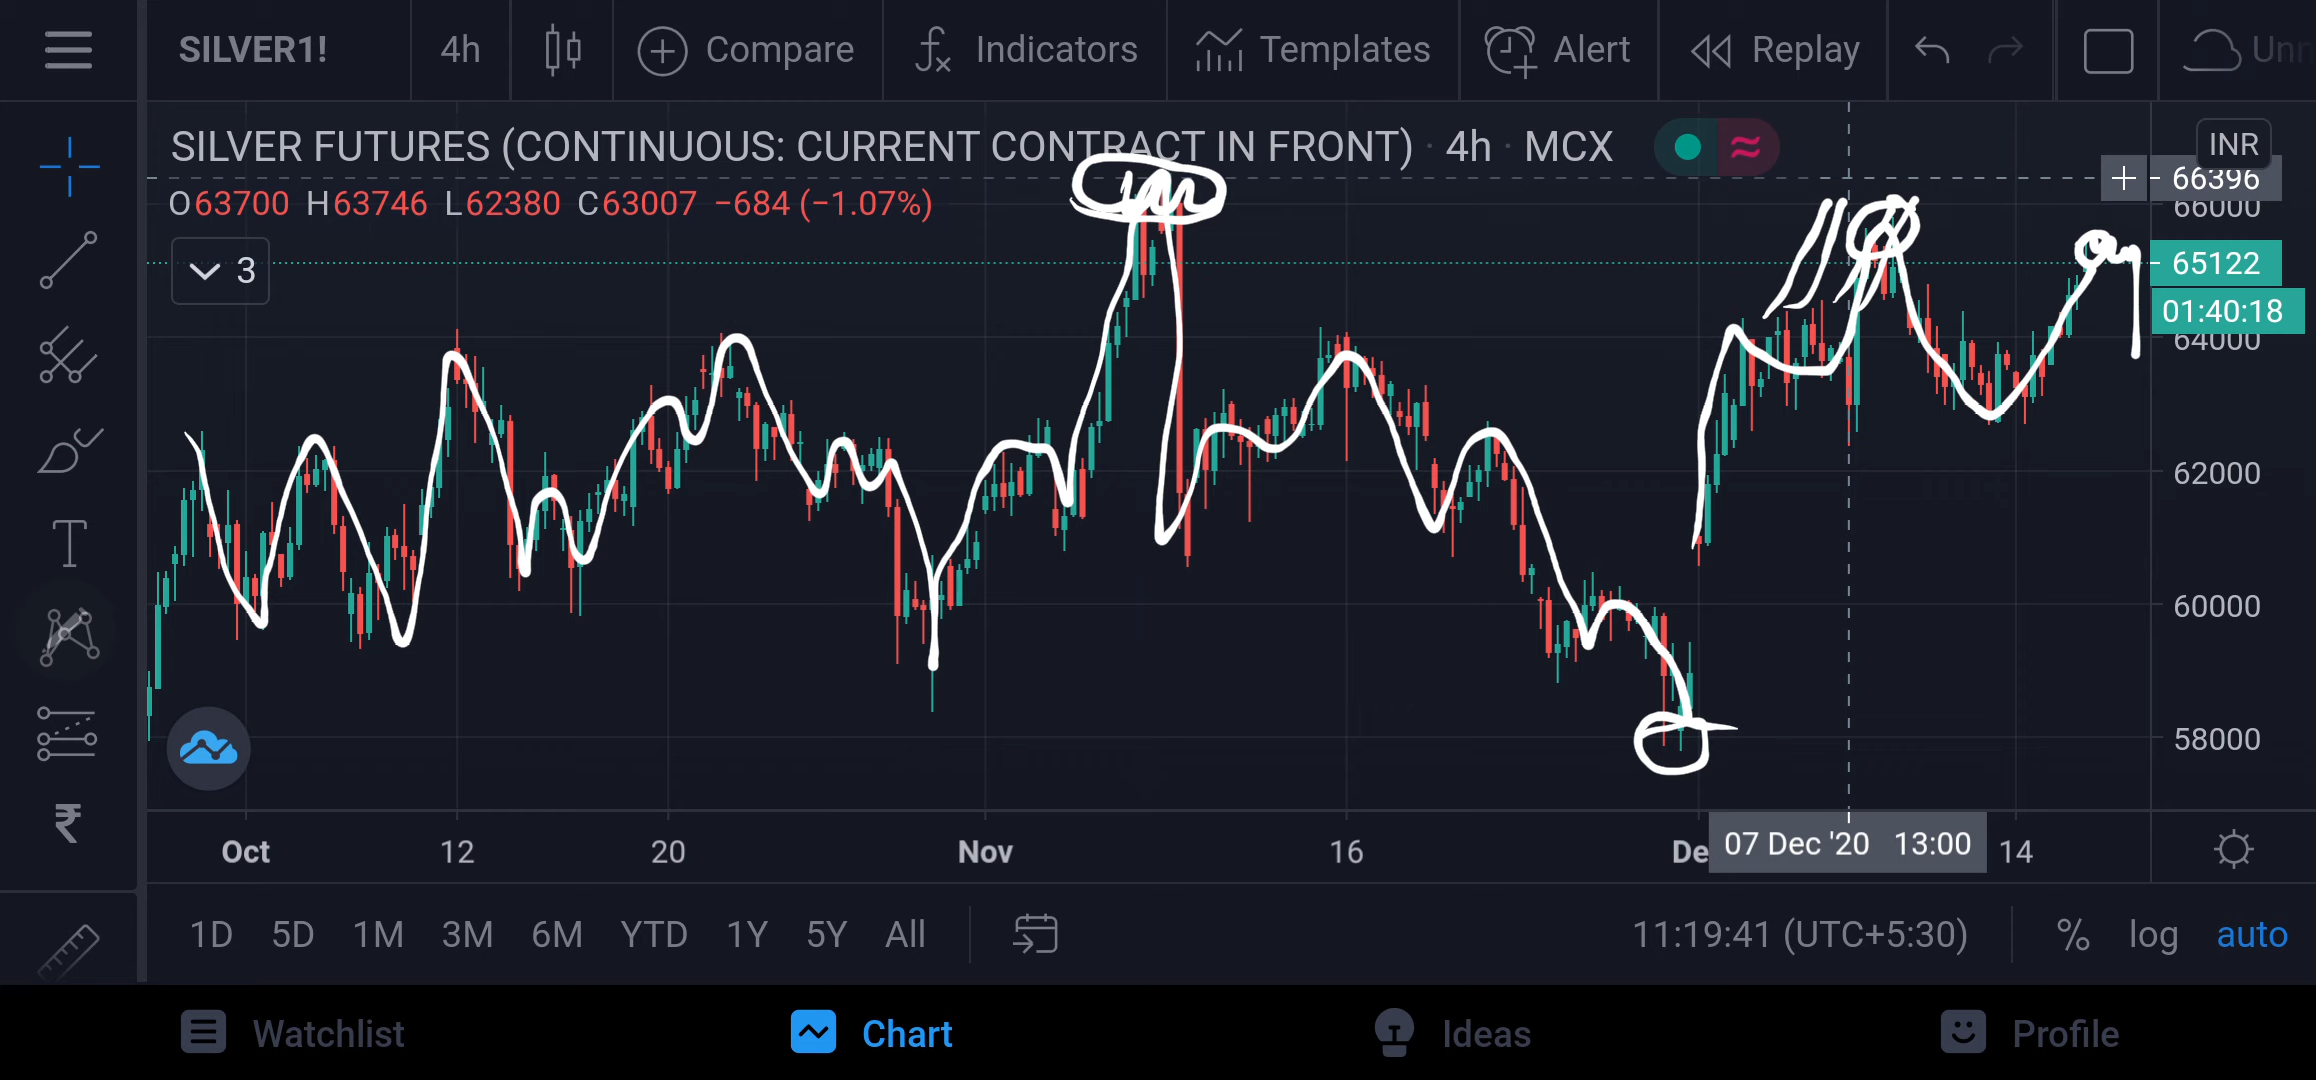 SILVER1! 4h Compare Indicators Templates Alert Replay
SILVER FUTURES (CONTINUOUS: CURRENT CONTRACT IN FRONT) · 4h · MCX
INR
66396
O63700 H63746 L62380 C63007 −684 (−1.07%)
66000
3
65122
01:40:18
64000
62000
60000
58000
₹
Oct 12 20 Nov 16 De 07 Dec '20 13:00 14
1D 5D 1M 3M 6M YTD 1Y 5Y All 11:19:41 (UTC+5:30) % log auto
Watchlist Chart Ideas Profile